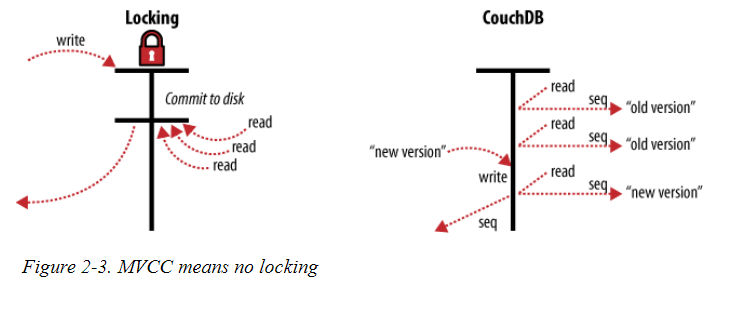 Locking
write
Commit to disk
read
read
read
CouchDB
read
seq "old version"
read
seq "old version"
"new version"
write
read
seq "new version"
seq
Figure 2-3. MVCC means no locking